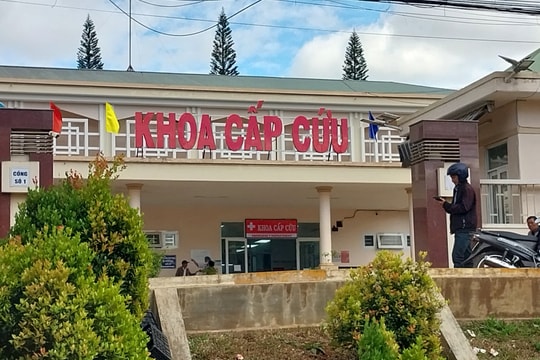 KHOA CẤP CỨU
CỔNG
SỐ 1
KHOA CẤP CỨU